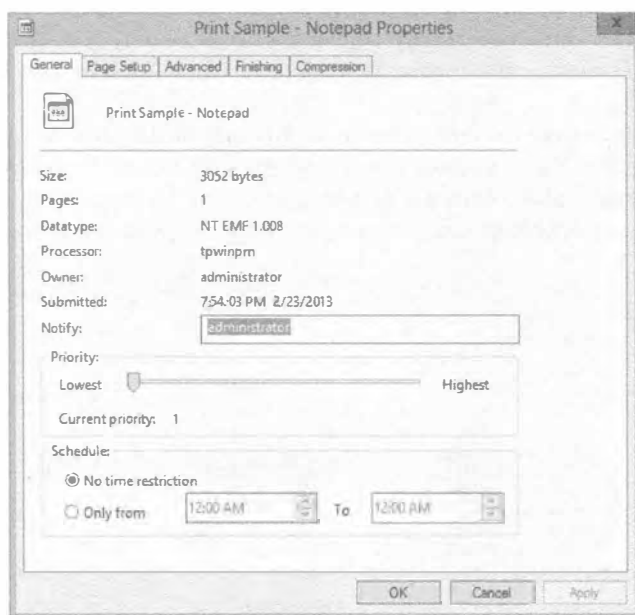 Print Sample - Notepad Properties
x
General Page Setup Advanced Finishing Compression
Print Sample - Notepad
Size: 3052 bytes
Pages: 1
Datatype: NT EMF 1.008
Processor: tpwinprn
Owner: administrator
Submitted: 7:54:03 PM 2/23/2013
Notify: administrator
Priority:
Lowest Highest
Current priority: 1
Schedule:
No time restriction
Only from 12:00 AM To 12:00 AM
OK Cancel Apply